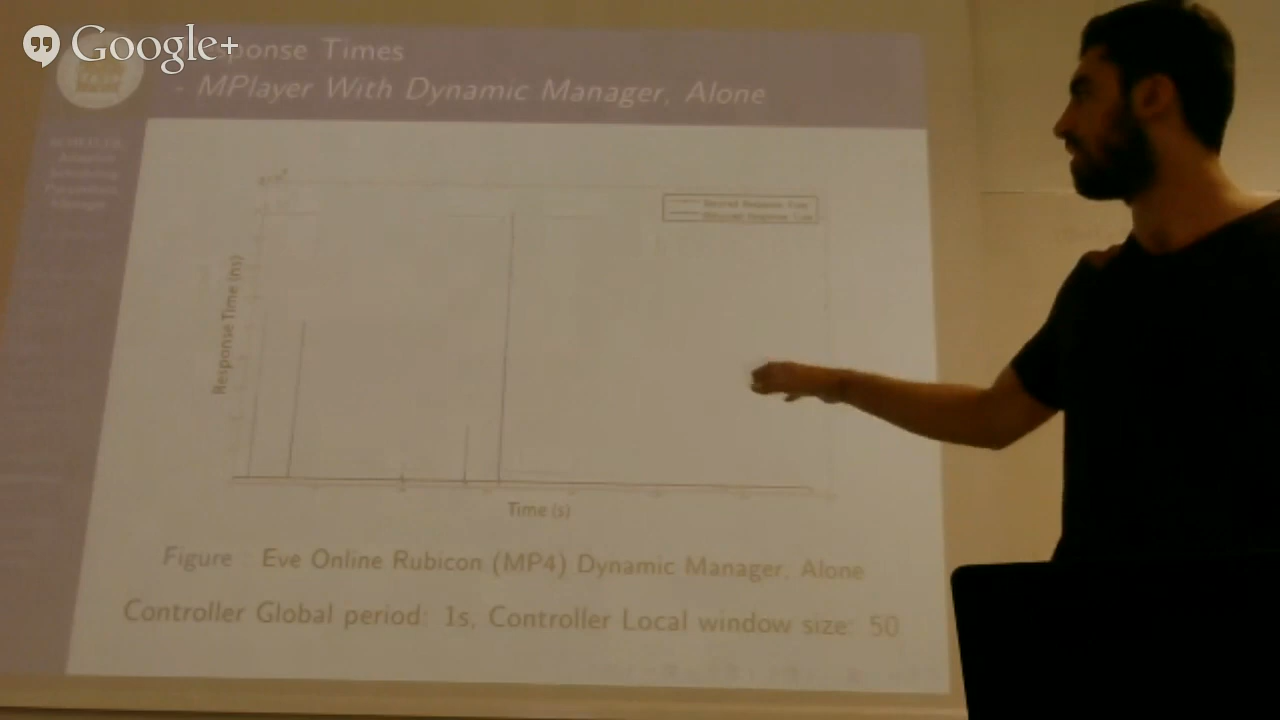 Google+
Response Times
- MPlayer With Dynamic Manager, Alone
Response Time (ns)
Time (s)
Figure : Eve Online Rubicon (MP4) Dynamic Manager, Alone
Controller Global period: 1s, Controller Local window size: 50